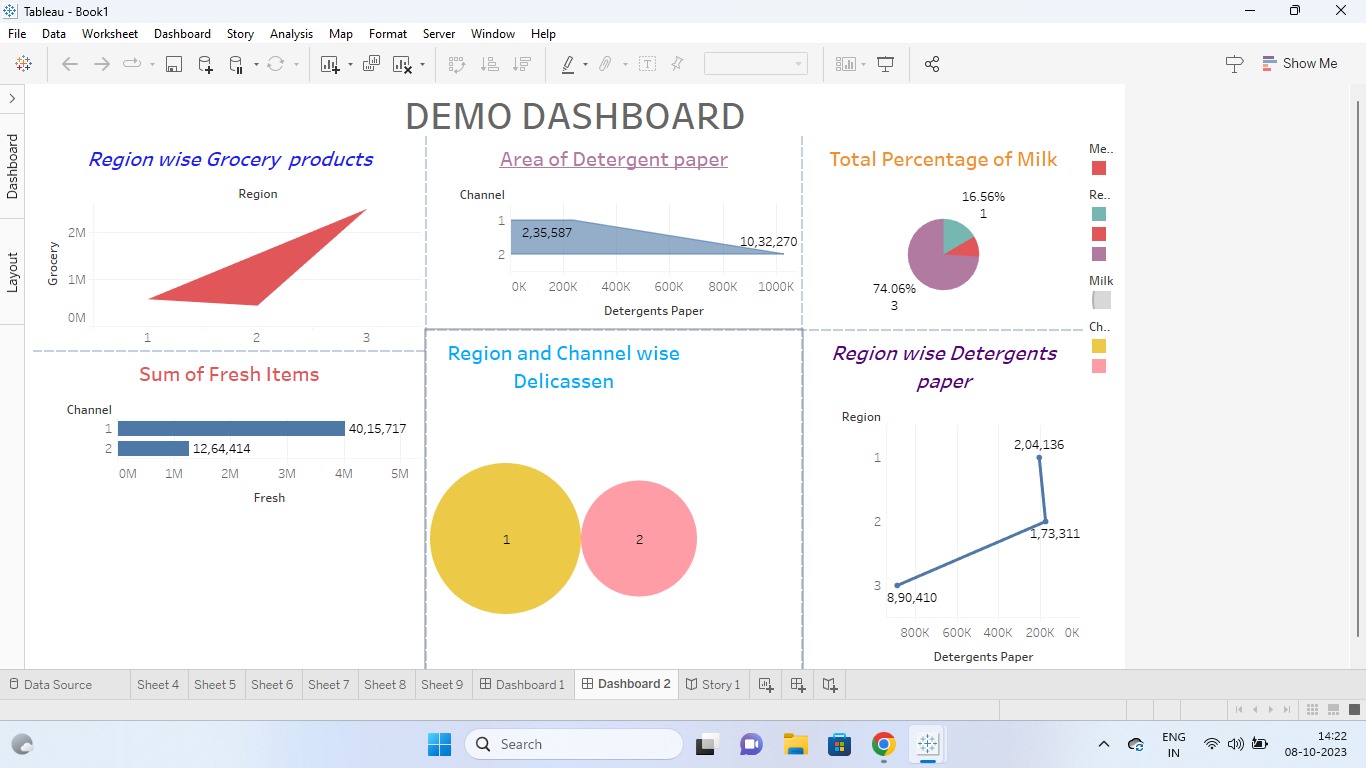 Tableau - Book1
File Data Worksheet Dashboard Story Analysis Map Format Server Window Help
Show Me
Dashboard
Layout
DEMO DASHBOARD
Region wise Grocery products
Region
Grocery
2M
1M
0M
1 2 3
Area of Detergent paper
Channel
1
2
2,35,587
10,32,270
0K 200K 400K 600K 800K 1000K
Detergents Paper
Total Percentage of Milk
16.56%
1
74.06%
3
Me..
Re..
Milk
Ch..
Sum of Fresh Items
Channel
1 40,15,717
2 12,64,414
0M 1M 2M 3M 4M 5M
Fresh
Region and Channel wise
Delicassen
1 2
Region wise Detergents
paper
Region
2,04,136
1
2
1,73,311
3
8,90,410
800K 600K 400K 200K 0K
Detergents Paper
Data Source Sheet 4 Sheet 5 Sheet 6 Sheet 7 Sheet 8 Sheet 9 Dashboard 1 Dashboard 2 Story 1
Search
ENG
IN
14:22
08-10-2023